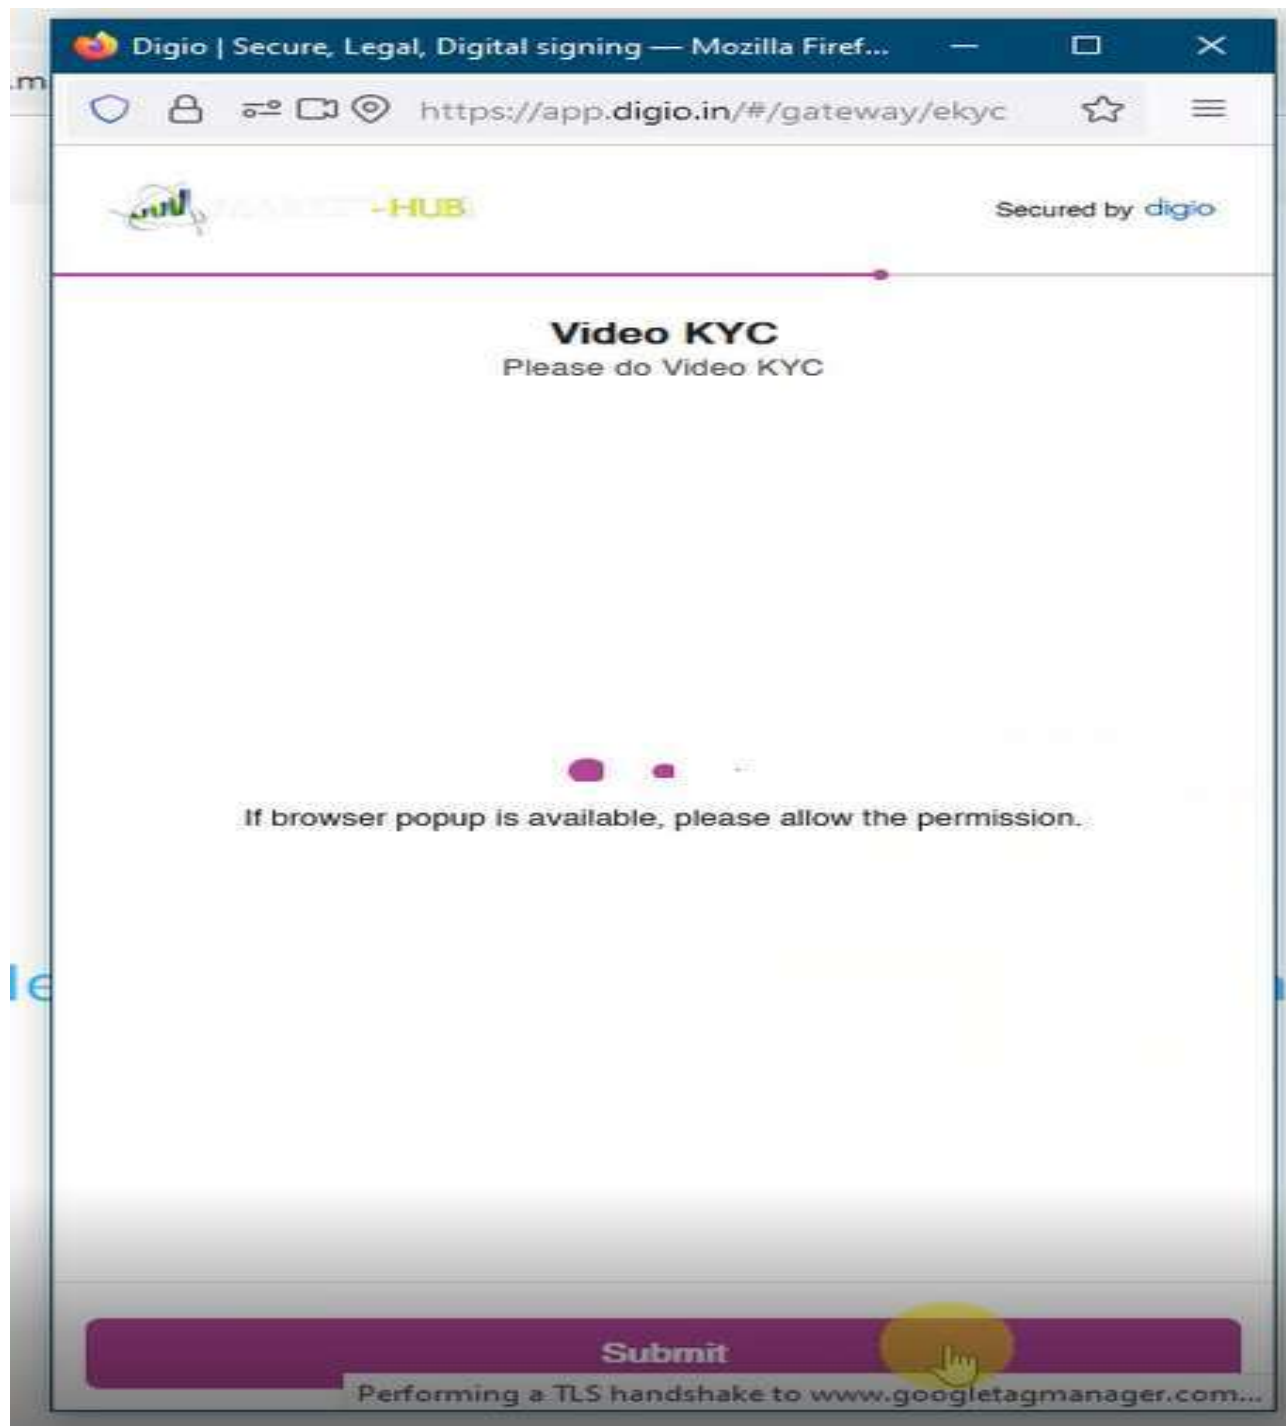 Digio | Secure, Legal, Digital signing — Mozilla Firef...
.m
https://app.digio.in/#/gateway/ekyc
-HUB
Secured by digio
Video KYC
Please do Video KYC
If browser popup is available, please allow the permission.
le
Submit
Performing a TLS handshake to www.googletagmanager.com...